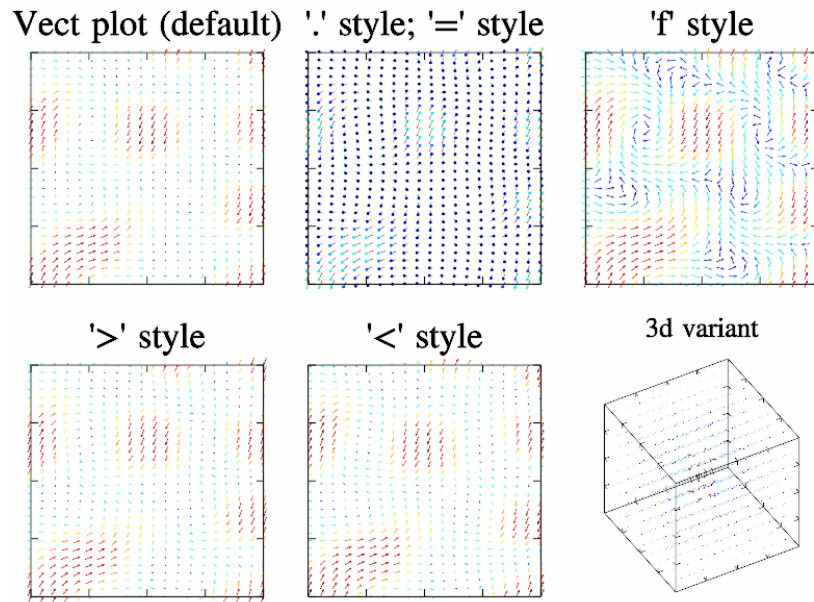 Vect plot (default)
'.' style; '=' style
'f' style
'>' style
'<' style
3d variant